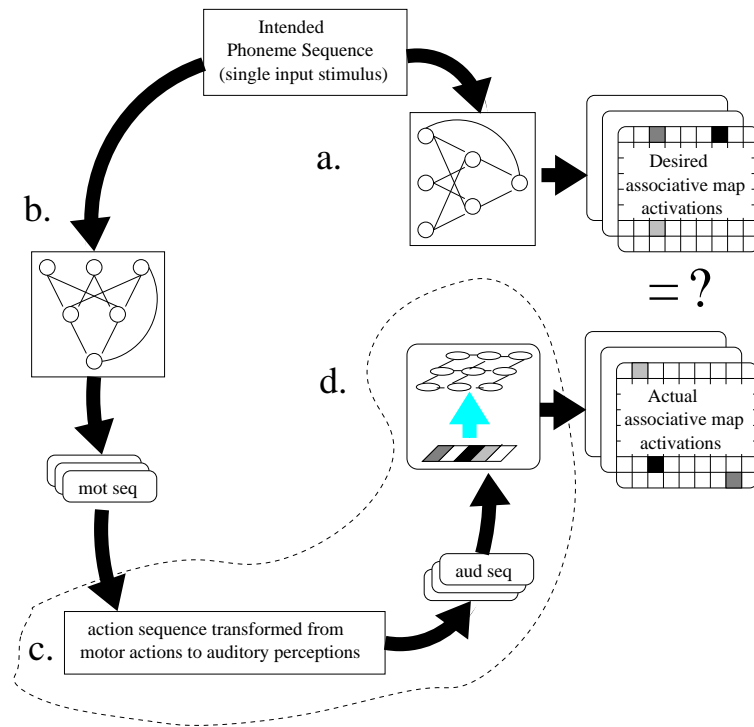 Intended
Phoneme Sequence
(single input stimulus)
a.
Desired
associative map
activations
b.
= ?
d.
Actual
associative map
activations
mot seq
aud seq
c.
action sequence transformed from
motor actions to auditory perceptions